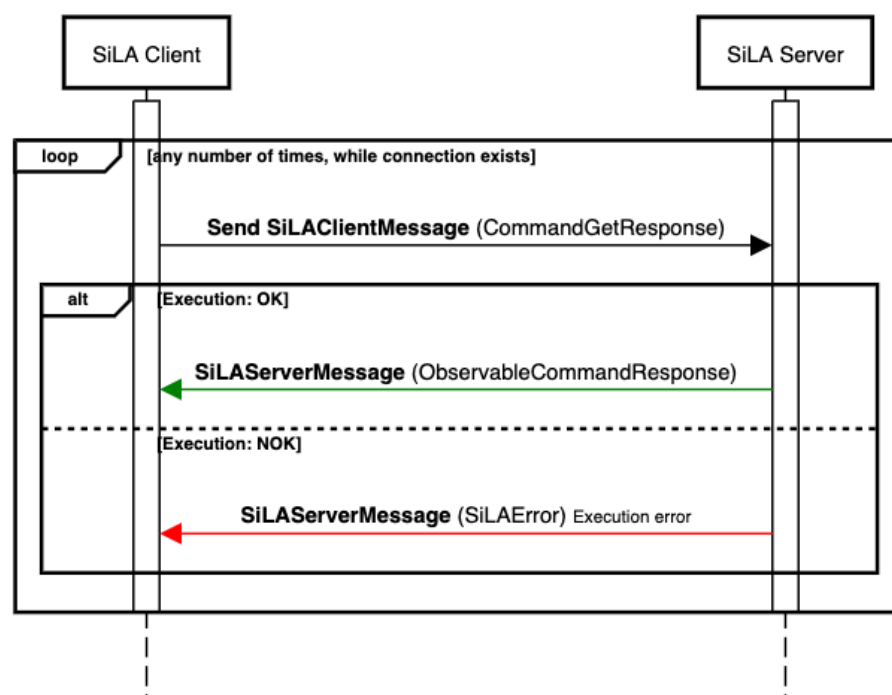 SiLA Client
SiLA Server
loop
[any number of times, while connection exists]
Send SiLAClientMessage (CommandGetResponse)
alt
[Execution: OK]
SiLAServerMessage (ObservableCommandResponse)
[Execution: NOK]
SiLAServerMessage (SiLAError) Execution error